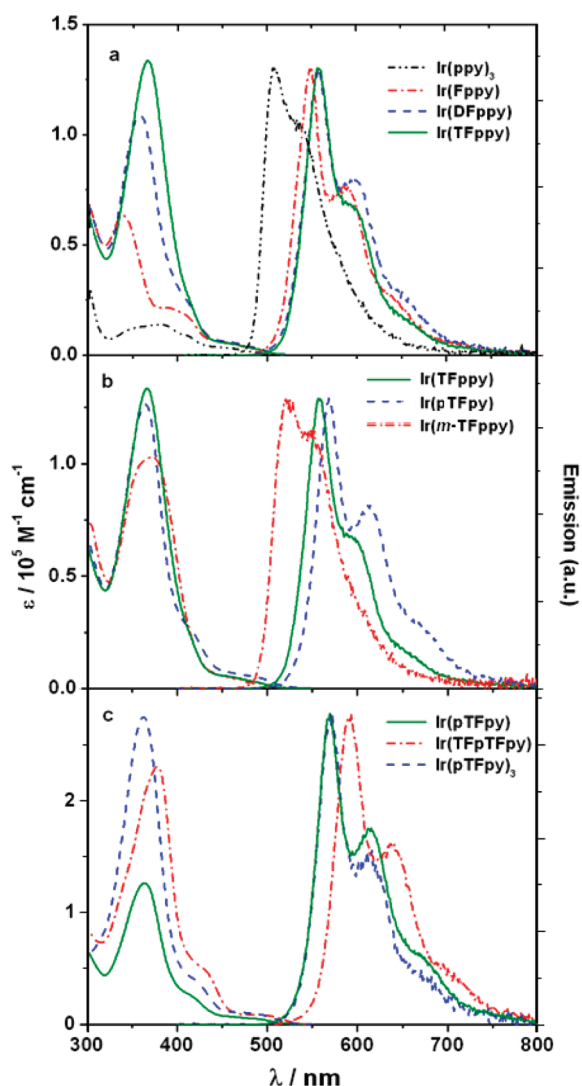 1.5
a
Ir(ppy)₃
Ir(Fppy)
Ir(DFppy)
Ir(TFppy)
1.0
0.5
0.0
b
Ir(TFppy)
Ir(pTFpy)
Ir(m-TFppy)
1.0
0.5
0.0
ε / 10⁵ M⁻¹ cm⁻¹
Emission (a.u.)
c
Ir(pTFpy)
Ir(TFpTFpy)
Ir(pTFpy)₃
2
1
0
300 400 500 600 700 800
λ / nm